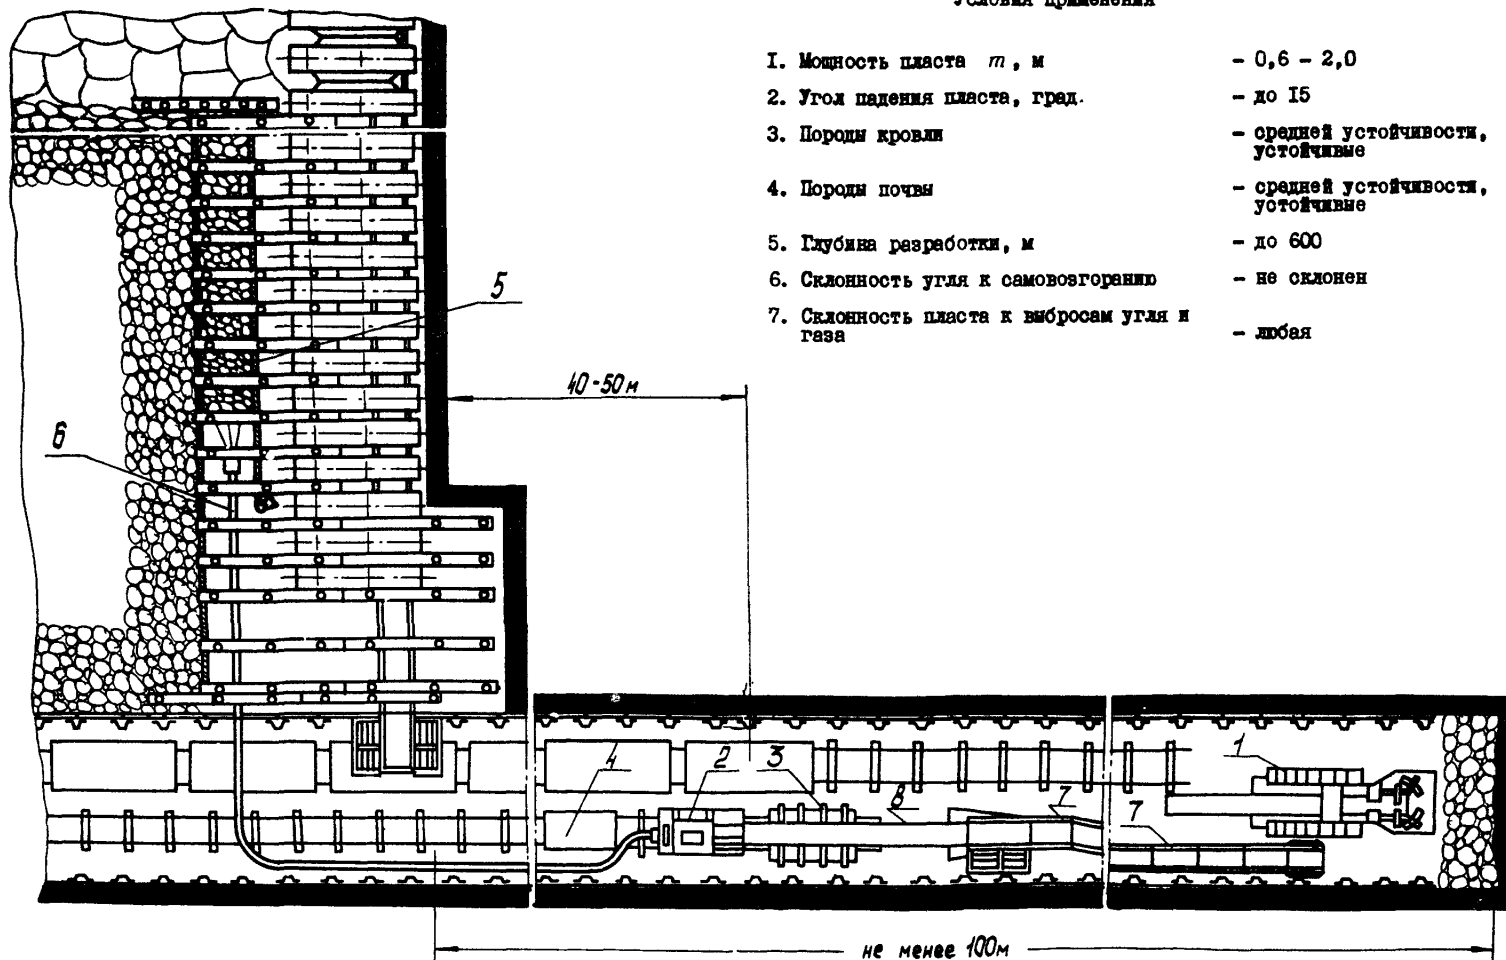 Условия применения
I. Мощность пласта m, м - 0,6 - 2,0
2. Угол падения пласта, град. - до I5
3. Породы кровли - средней устойчивости,
устойчивые
4. Породы почвы - средней устойчивости,
устойчивые
5. Глубина разработки, м - до 600
6. Склонность угля к самовозгоранию - не склонен
7. Склонность пласта к выбросам угля и
газа - любая
5
40-50м
6
1
4
2
3
8
7
7
не менее 100м